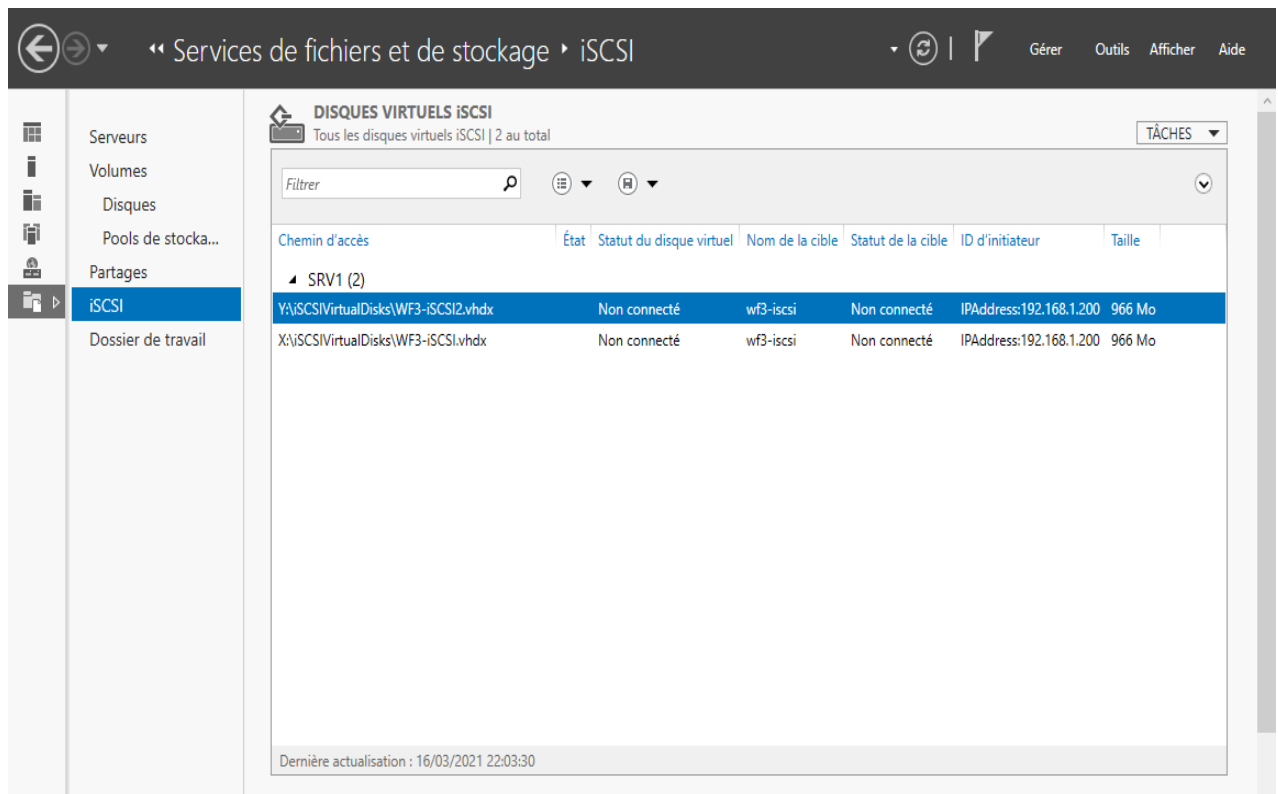 Services de fichiers et de stockage iSCSI
Gérer Outils Afficher Aide
Serveurs
Volumes
Disques
Pools de stocka...
Partages
iSCSI
Dossier de travail
DISQUES VIRTUELS iSCSI
Tous les disques virtuels iSCSI | 2 au total
TÂCHES
Filtrer
Chemin d'accès État Statut du disque virtuel Nom de la cible Statut de la cible ID d'initiateur Taille
SRV1 (2)
Y:\iSCSIVirtualDisks\WF3-iSCSI2.vhdx Non connecté wf3-iscsi Non connecté IPAddress:192.168.1.200 966 Mo
X:\iSCSIVirtualDisks\WF3-iSCSI.vhdx Non connecté wf3-iscsi Non connecté IPAddress:192.168.1.200 966 Mo
Dernière actualisation : 16/03/2021 22:03:30